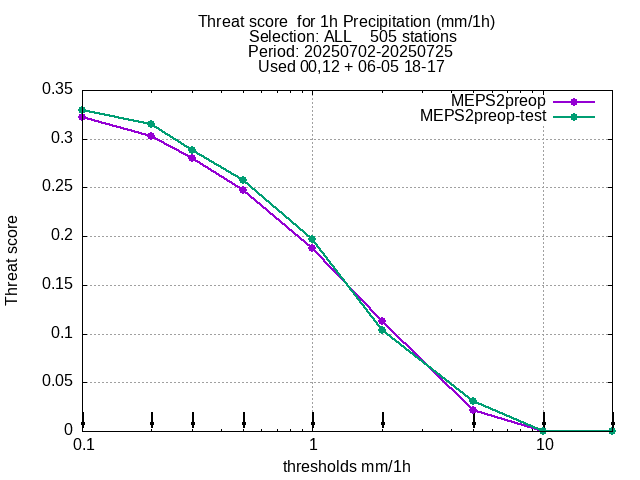 Threat score  for 1h Precipitation (mm/1h)
Selection: ALL    505 stations
Period: 20250702-20250725
Used 00,12 + 06-05 18-17
MEPS2preop
MEPS2preop-test
0.35
0.3
0.25
0.2
0.15
0.1
0.05
0
Threat score
0.1 1 10
thresholds mm/1h